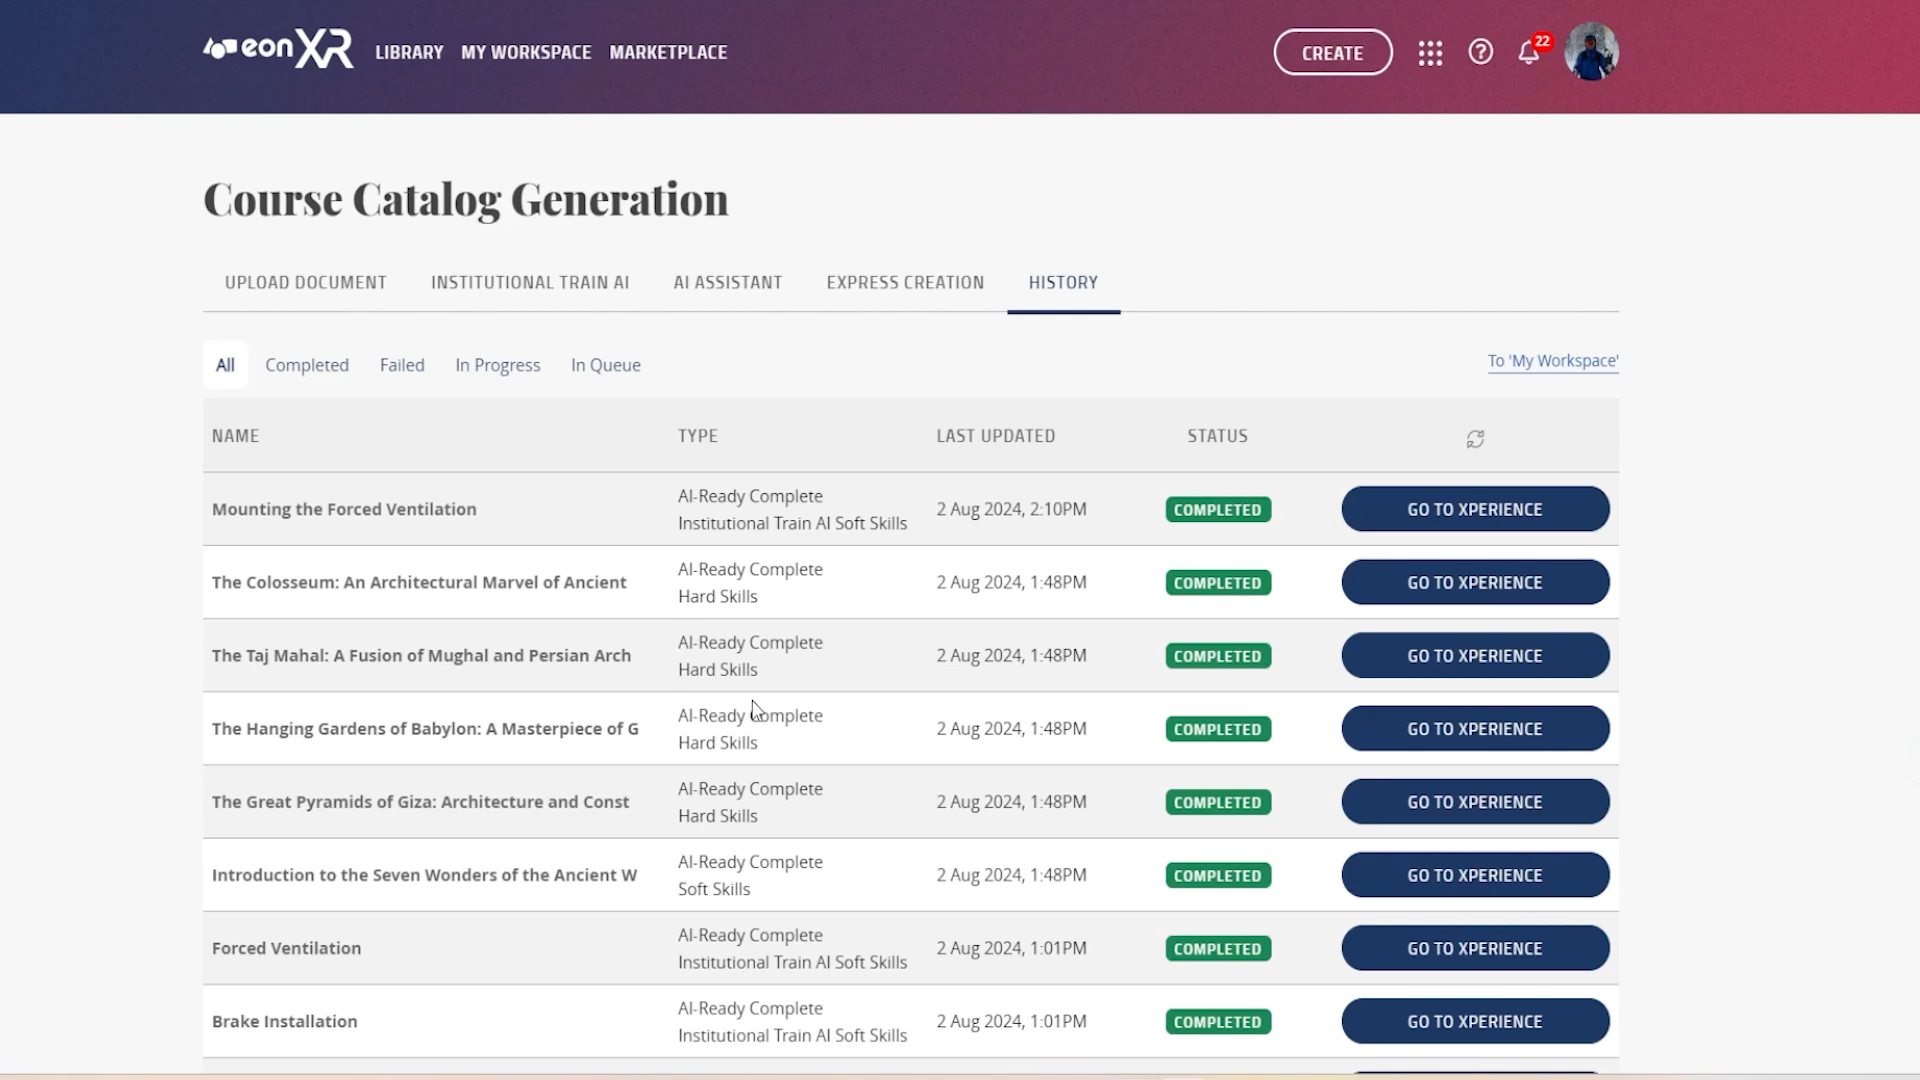 eonXR LIBRARY MY WORKSPACE MARKETPLACE CREATE 22
Course Catalog Generation
UPLOAD DOCUMENT INSTITUTIONAL TRAIN AI AI ASSISTANT EXPRESS CREATION HISTORY
All Completed Failed In Progress In Queue To 'My Workspace'
NAME TYPE LAST UPDATED STATUS
Mounting the Forced Ventilation AI-Ready Complete
Institutional Train AI Soft Skills 2 Aug 2024, 2:10PM COMPLETED GO TO XPERIENCE
The Colosseum: An Architectural Marvel of Ancient AI-Ready Complete
Hard Skills 2 Aug 2024, 1:48PM COMPLETED GO TO XPERIENCE
The Taj Mahal: A Fusion of Mughal and Persian Arch AI-Ready Complete
Hard Skills 2 Aug 2024, 1:48PM COMPLETED GO TO XPERIENCE
The Hanging Gardens of Babylon: A Masterpiece of G AI-Ready Complete
Hard Skills 2 Aug 2024, 1:48PM COMPLETED GO TO XPERIENCE
The Great Pyramids of Giza: Architecture and Const AI-Ready Complete
Hard Skills 2 Aug 2024, 1:48PM COMPLETED GO TO XPERIENCE
Introduction to the Seven Wonders of the Ancient W AI-Ready Complete
Soft Skills 2 Aug 2024, 1:48PM COMPLETED GO TO XPERIENCE
Forced Ventilation AI-Ready Complete
Institutional Train AI Soft Skills 2 Aug 2024, 1:01PM COMPLETED GO TO XPERIENCE
Brake Installation AI-Ready Complete
Institutional Train AI Soft Skills 2 Aug 2024, 1:01PM COMPLETED GO TO XPERIENCE